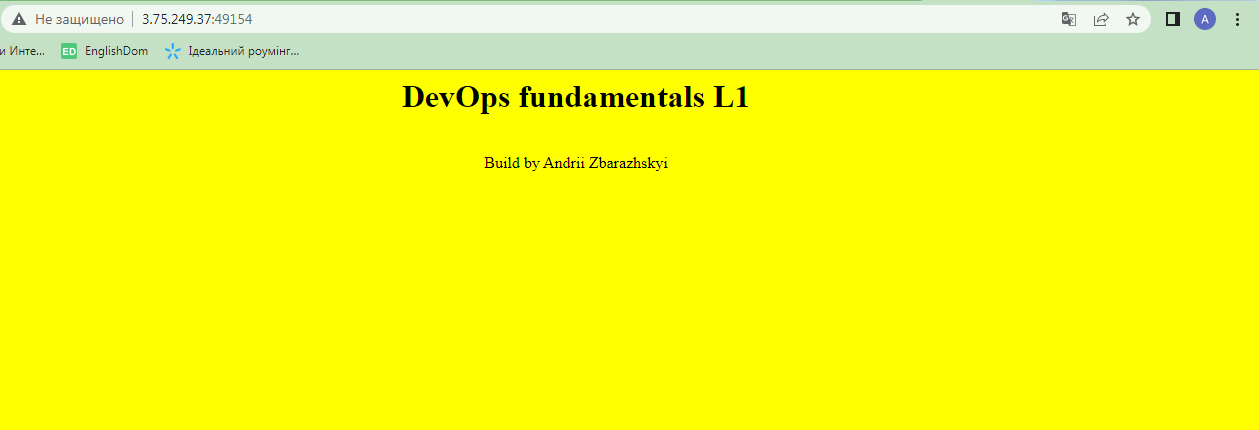 Не защищено 3.75.249.37:49154
A
и Инте... ED EnglishDom Ідеальний роумінг...
DevOps fundamentals L1
Build by Andrii Zbarazhskyi